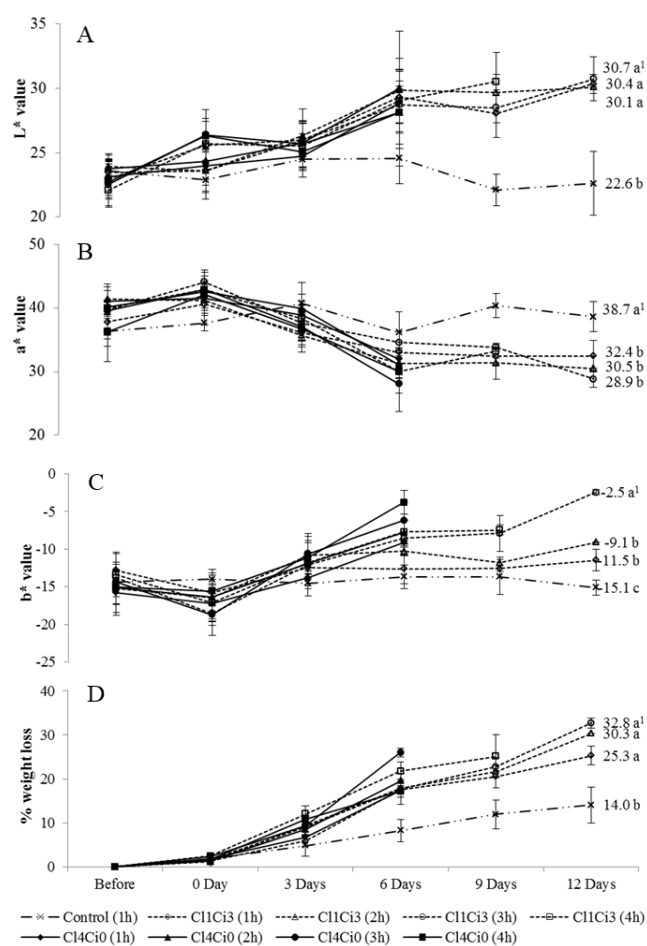 A
35
30
25
20
L* value
30.7 a¹
30.4 a
30.1 a
22.6 b
B
50
40
30
20
a* value
38.7 a¹
32.4 b
30.5 b
28.9 b
C
0
-5
-10
-15
-20
-25
b* value
-2.5 a¹
-9.1 b
-11.5 b
-15.1 c
D
40
30
20
10
0
% weight loss
32.8 a¹
30.3 a
25.3 a
14.0 b
Before 0 Day 3 Days 6 Days 9 Days 12 Days
Control (1h) Cl1Ci3 (1h) Cl1Ci3 (2h) Cl1Ci3 (3h) Cl1Ci3 (4h)
Cl4Ci0 (1h) Cl4Ci0 (2h) Cl4Ci0 (3h) Cl4Ci0 (4h)